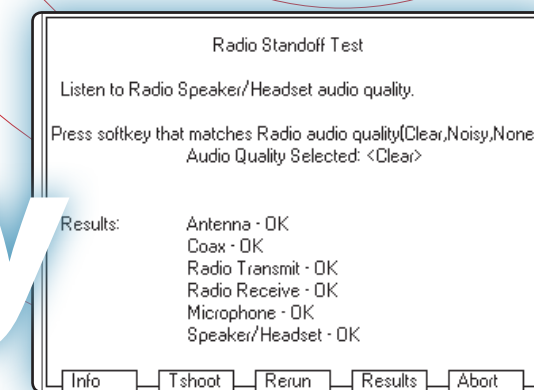 Radio Standoff Test
Listen to Radio Speaker/Headset audio quality.
Press softkey that matches Radio audio quality(Clear,Noisy,None
Audio Quality Selected: <Clear>
Results: Antenna - OK
Coax - OK
Radio Transmit - OK
Radio Receive - OK
Microphone - OK
Speaker/Headset - OK
Info Tshoot Rerun Results Abort
y